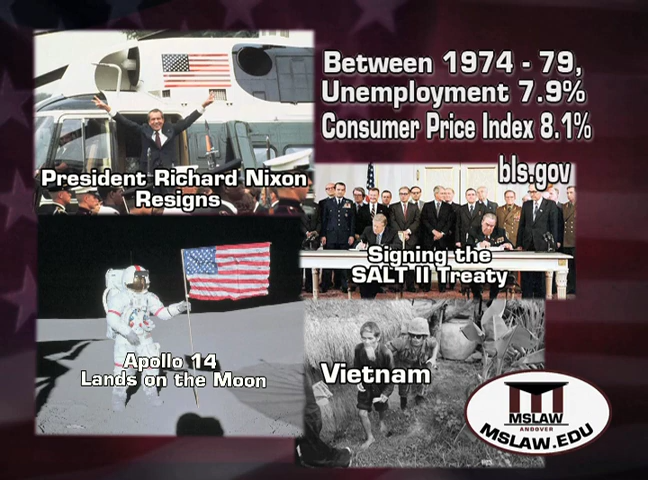 Between 1974 - 79,
Unemployment 7.9%
Consumer Price Index 8.1%
bls.gov
President Richard Nixon
Resigns
Signing the
SALT II Treaty
Apollo 14
Lands on the Moon
Vietnam
MSLAW
ANDOVER
MSLAW.EDU